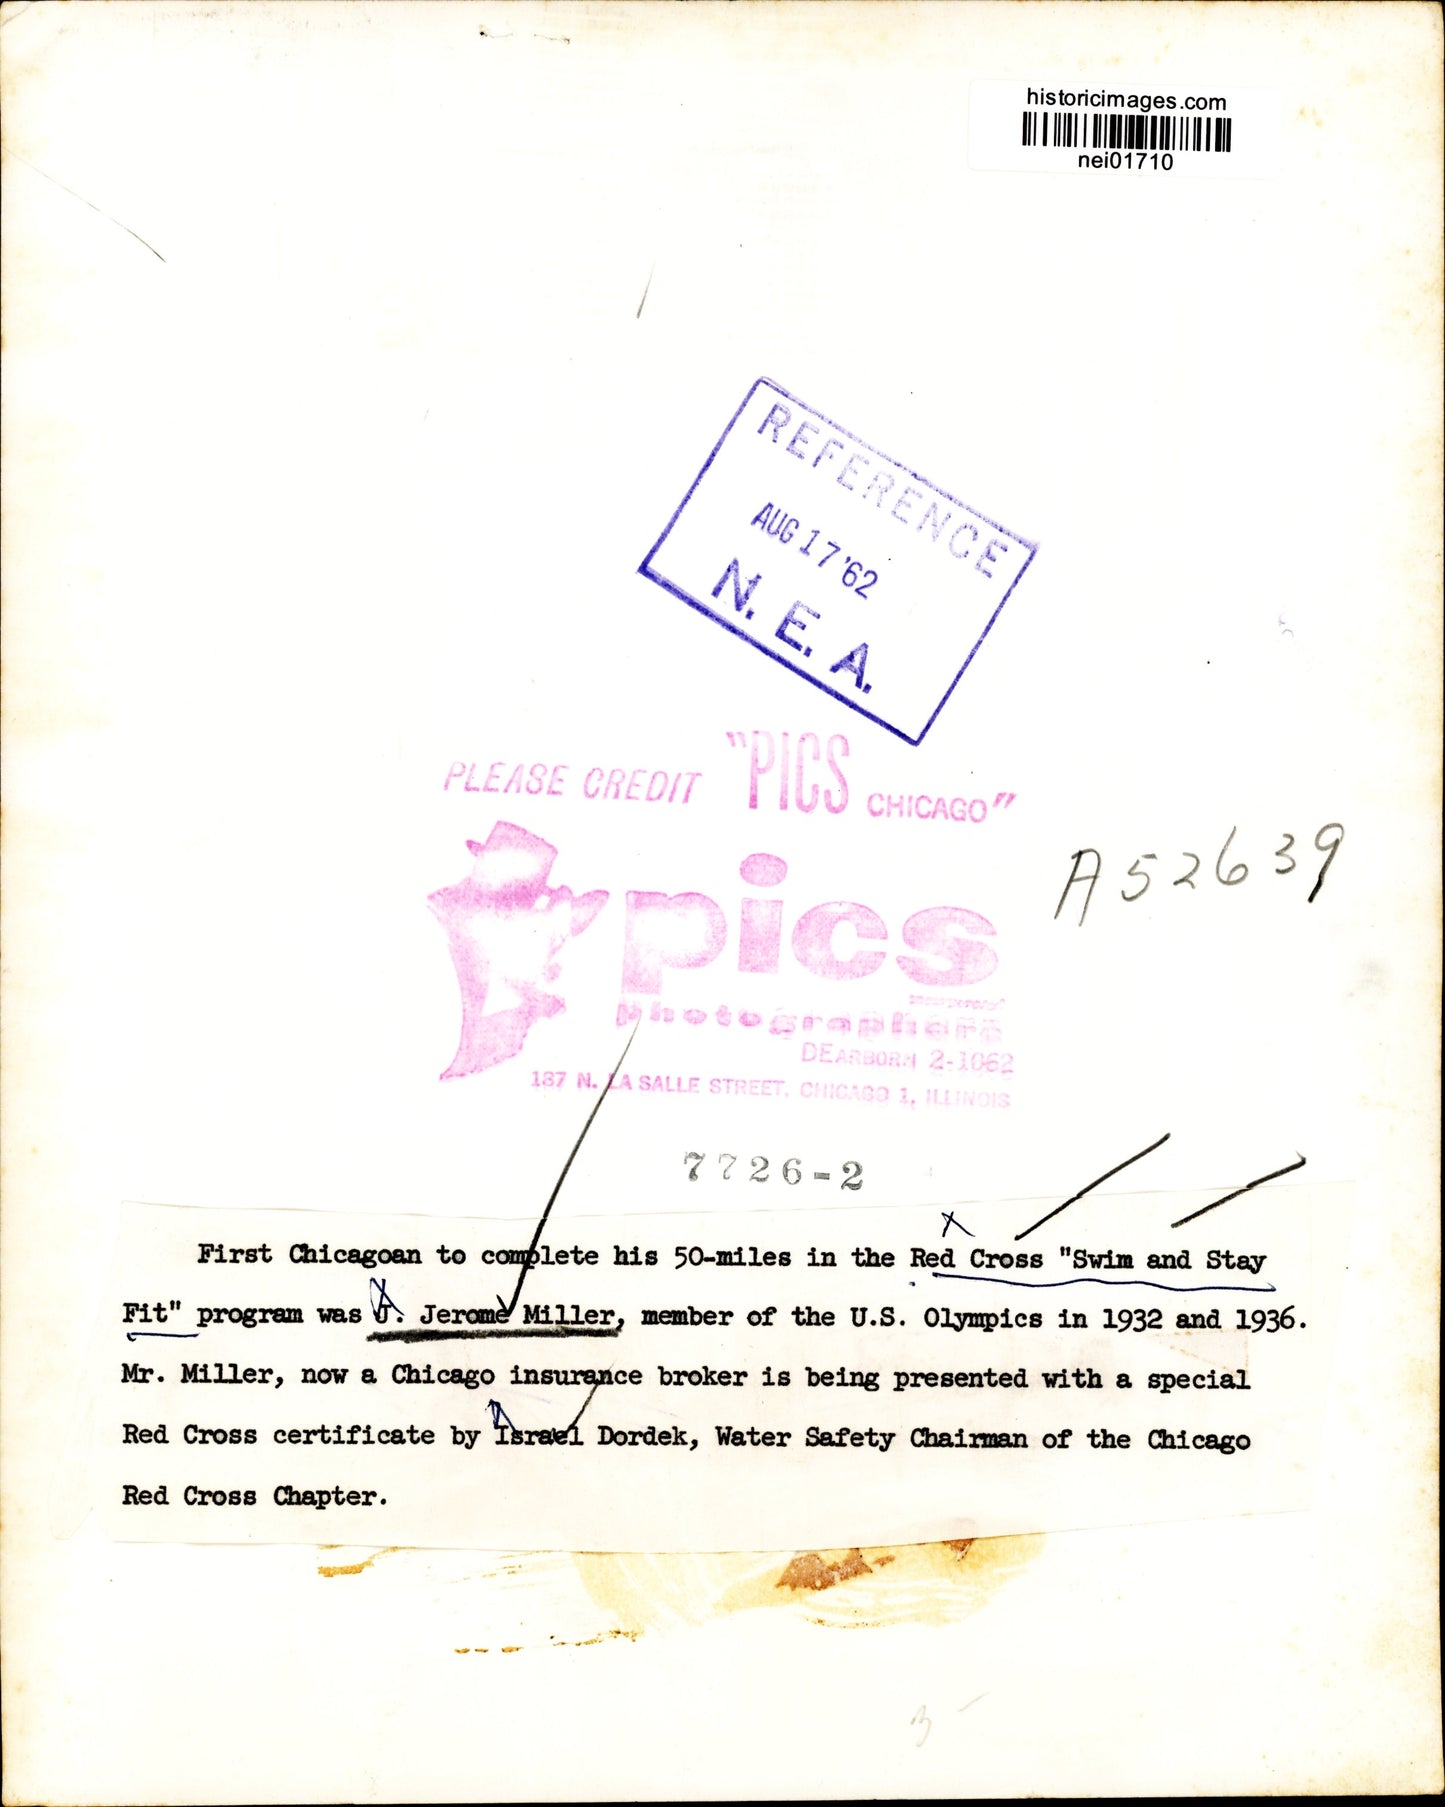 historicimages.com
nei01710
REFERENCE
AUG 17 '62
N. E. A.
PLEASE CREDIT "PICS CHICAGO"
pics
incorporated
photographers
DEARBORN 2-1062
187 N. LA SALLE STREET, CHICAGO 1, ILLINOIS
A52639
7726-2
First Chicagoan to complete his 50-miles in the Red Cross "Swim and Stay
Fit" program was J. Jerome Miller, member of the U.S. Olympics in 1932 and 1936.
Mr. Miller, now a Chicago insurance broker is being presented with a special
Red Cross certificate by Israel Dordek, Water Safety Chairman of the Chicago
Red Cross Chapter.